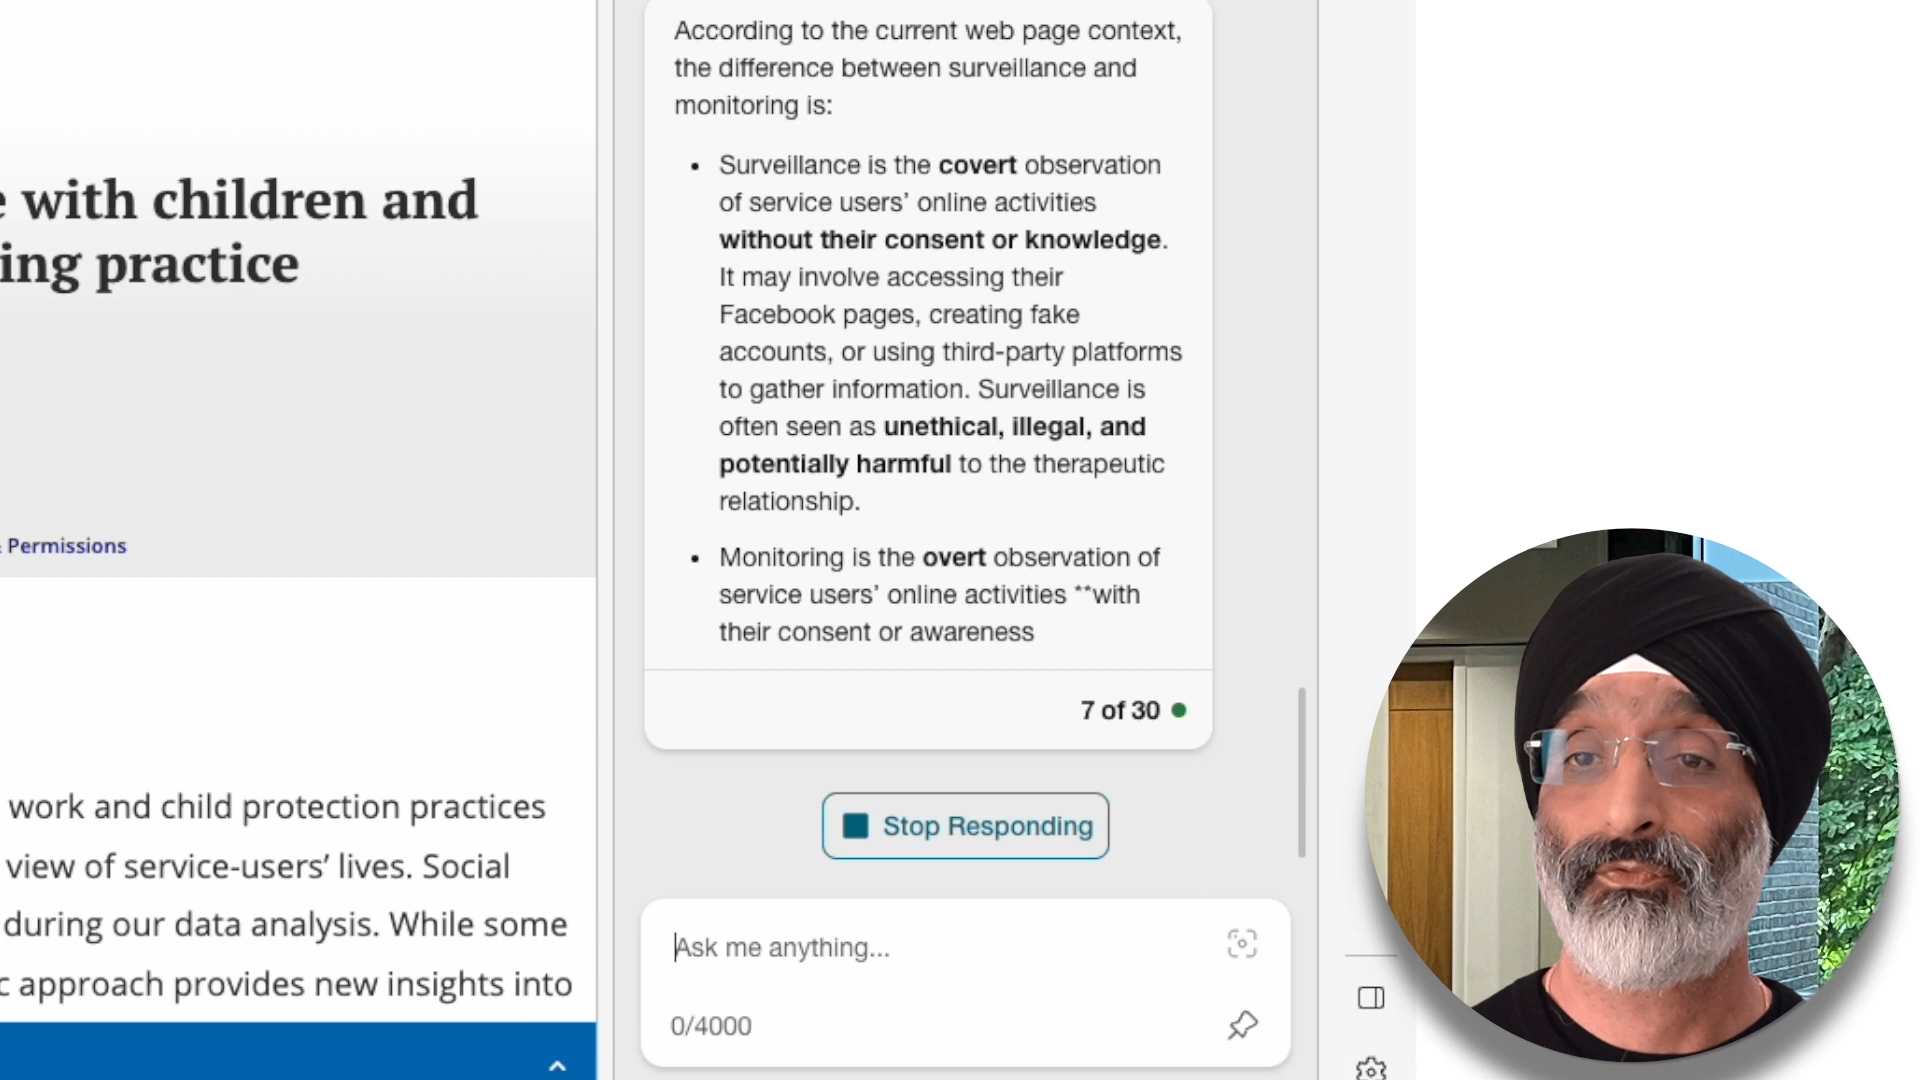 e with children and
ing practice
& Permissions
work and child protection practices
view of service-users’ lives. Social
during our data analysis. While some
c approach provides new insights into
According to the current web page context,
the difference between surveillance and
monitoring is:
• Surveillance is the covert observation
of service users’ online activities
without their consent or knowledge.
It may involve accessing their
Facebook pages, creating fake
accounts, or using third-party platforms
to gather information. Surveillance is
often seen as unethical, illegal, and
potentially harmful to the therapeutic
relationship.
• Monitoring is the overt observation of
service users’ online activities **with
their consent or awareness
7 of 30
Stop Responding
Ask me anything...
0/4000